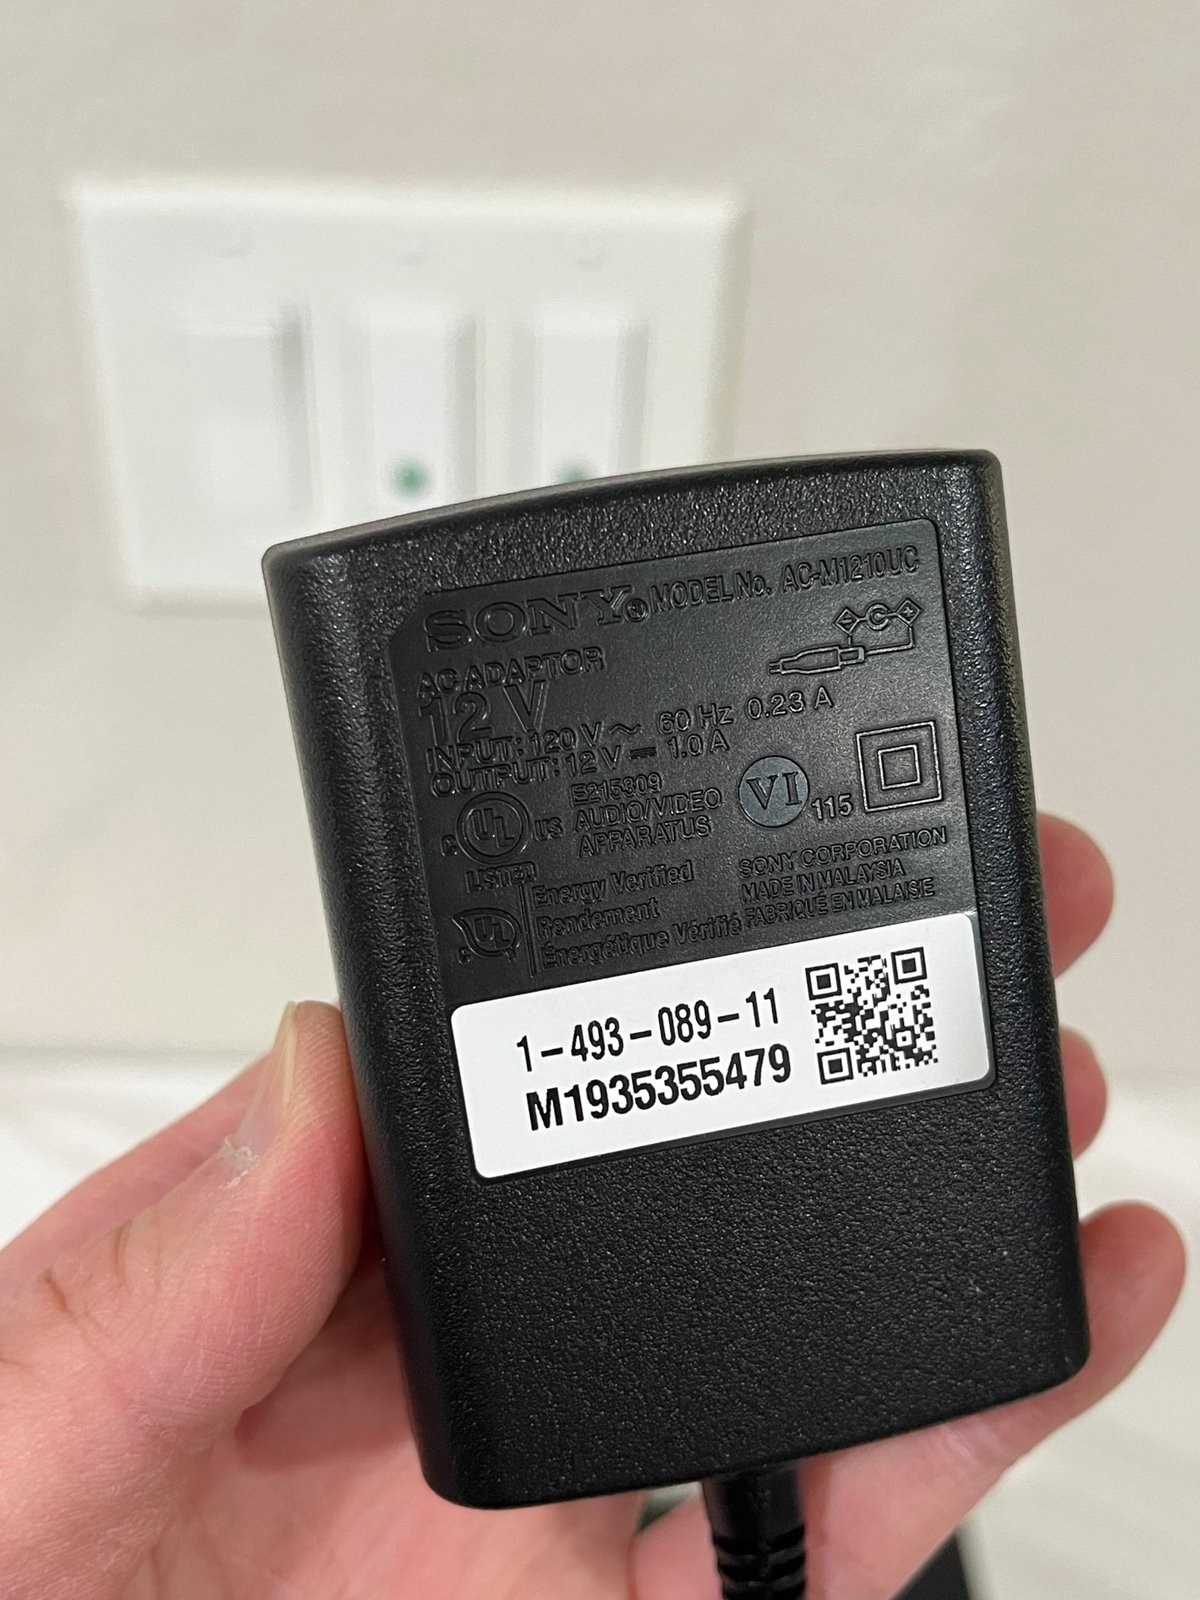 SONY® MODEL No. AC-M1210UC
AC ADAPTOR
12 V
INPUT: 120 V ~ 60 Hz 0.23 A
OUTPUT: 12 V ⎓ 1.0 A
E215309
c UL US AUDIO/VIDEO
APPARATUS
LISTED
VI 115
Energy Verified
c UL Rendement
Énergétique Vérifié
SONY CORPORATION
MADE IN MALAYSIA
FABRIQUÉ EN MALAISIE
1-493-089-11
M1935355479